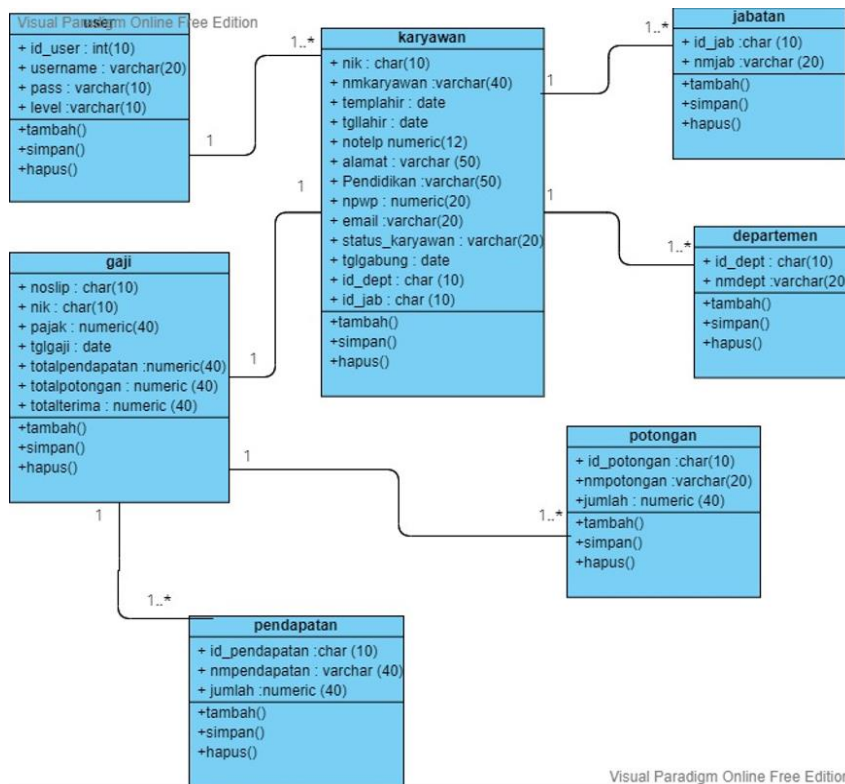 Visual Paradigm Online Free Edition
user
+ id_user : int(10)
+ username : varchar(20)
+ pass : varchar(10)
+ level :varchar(10)
+tambah()
+simpan()
+hapus()
1
1..*
karyawan
+ nik : char(10)
+ nmkaryawan :varchar(40)
+ templahir : date
+ tgllahir : date
+ notelp numeric(12)
+ alamat : varchar (50)
+ Pendidikan :varchar(50)
+ npwp : numeric(20)
+ email :varchar(20)
+ status_karyawan : varchar(20)
+ tglgabung : date
+ id_dept : char (10)
+ id_jab : char (10)
+tambah()
+simpan()
+hapus()
1
1..*
jabatan
+ id_jab :char (10)
+ nmjab :varchar (20)
+tambah()
+simpan()
+hapus()
1
1..*
departemen
+ id_dept : char(10)
+ nmdept :varchar(20
+tambah()
+simpan()
+hapus()
1
1
gaji
+ noslip : char(10)
+ nik : char(10)
+ pajak : numeric(40)
+ tglgaji : date
+ totalpendapatan :numeric(40)
+ totalpotongan : numeric (40)
+ totalterima : numeric (40)
+tambah()
+simpan()
+hapus()
1
1..*
potongan
+ id_potongan :char(10)
+nmpotongan :varchar(20)
+jumlah : numeric (40)
+tambah()
+simpan()
+hapus()
1
1..*
pendapatan
+ id_pendapatan :char (10)
+ nmpendapatan : varchar (40)
+ jumlah :numeric (40)
+tambah()
+simpan()
+hapus()
Visual Paradigm Online Free Edition